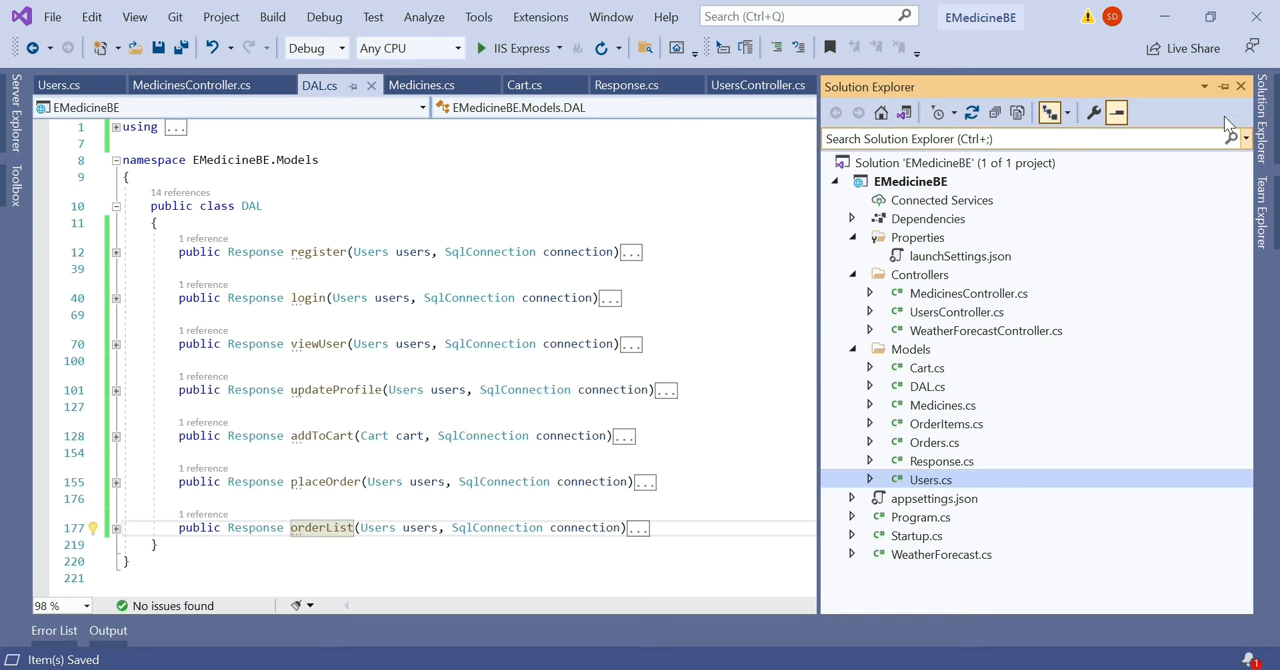 File Edit View Git Project Build Debug Test Analyze Tools Extensions Window Help Search (Ctrl+Q) EMedicineBE SD
Debug Any CPU IIS Express Live Share
Server Explorer
Toolbox
Users.cs MedicinesController.cs DAL.cs Medicines.cs Cart.cs Response.cs UsersController.cs
EMedicineBE EMedicineBE.Models.DAL
1 using ...
7
8 namespace EMedicineBE.Models
9 {
14 references
10 public class DAL
11 {
1 reference
12 public Response register(Users users, SqlConnection connection)...
39
1 reference
40 public Response login(Users users, SqlConnection connection)...
69
1 reference
70 public Response viewUser(Users users, SqlConnection connection)...
100
1 reference
101 public Response updateProfile(Users users, SqlConnection connection)...
127
1 reference
128 public Response addToCart(Cart cart, SqlConnection connection)...
154
1 reference
155 public Response placeOrder(Users users, SqlConnection connection)...
176
1 reference
177 public Response orderList(Users users, SqlConnection connection)...
219 }
220 }
221
98 % No issues found
Solution Explorer
Search Solution Explorer (Ctrl+;)
Solution 'EMedicineBE' (1 of 1 project)
EMedicineBE
Connected Services
Dependencies
Properties
launchSettings.json
Controllers
C# MedicinesController.cs
C# UsersController.cs
C# WeatherForecastController.cs
Models
C# Cart.cs
C# DAL.cs
C# Medicines.cs
C# OrderItems.cs
C# Orders.cs
C# Response.cs
C# Users.cs
appsettings.json
C# Program.cs
C# Startup.cs
C# WeatherForecast.cs
Solution Explorer
Team Explorer
Error List Output
Item(s) Saved 1